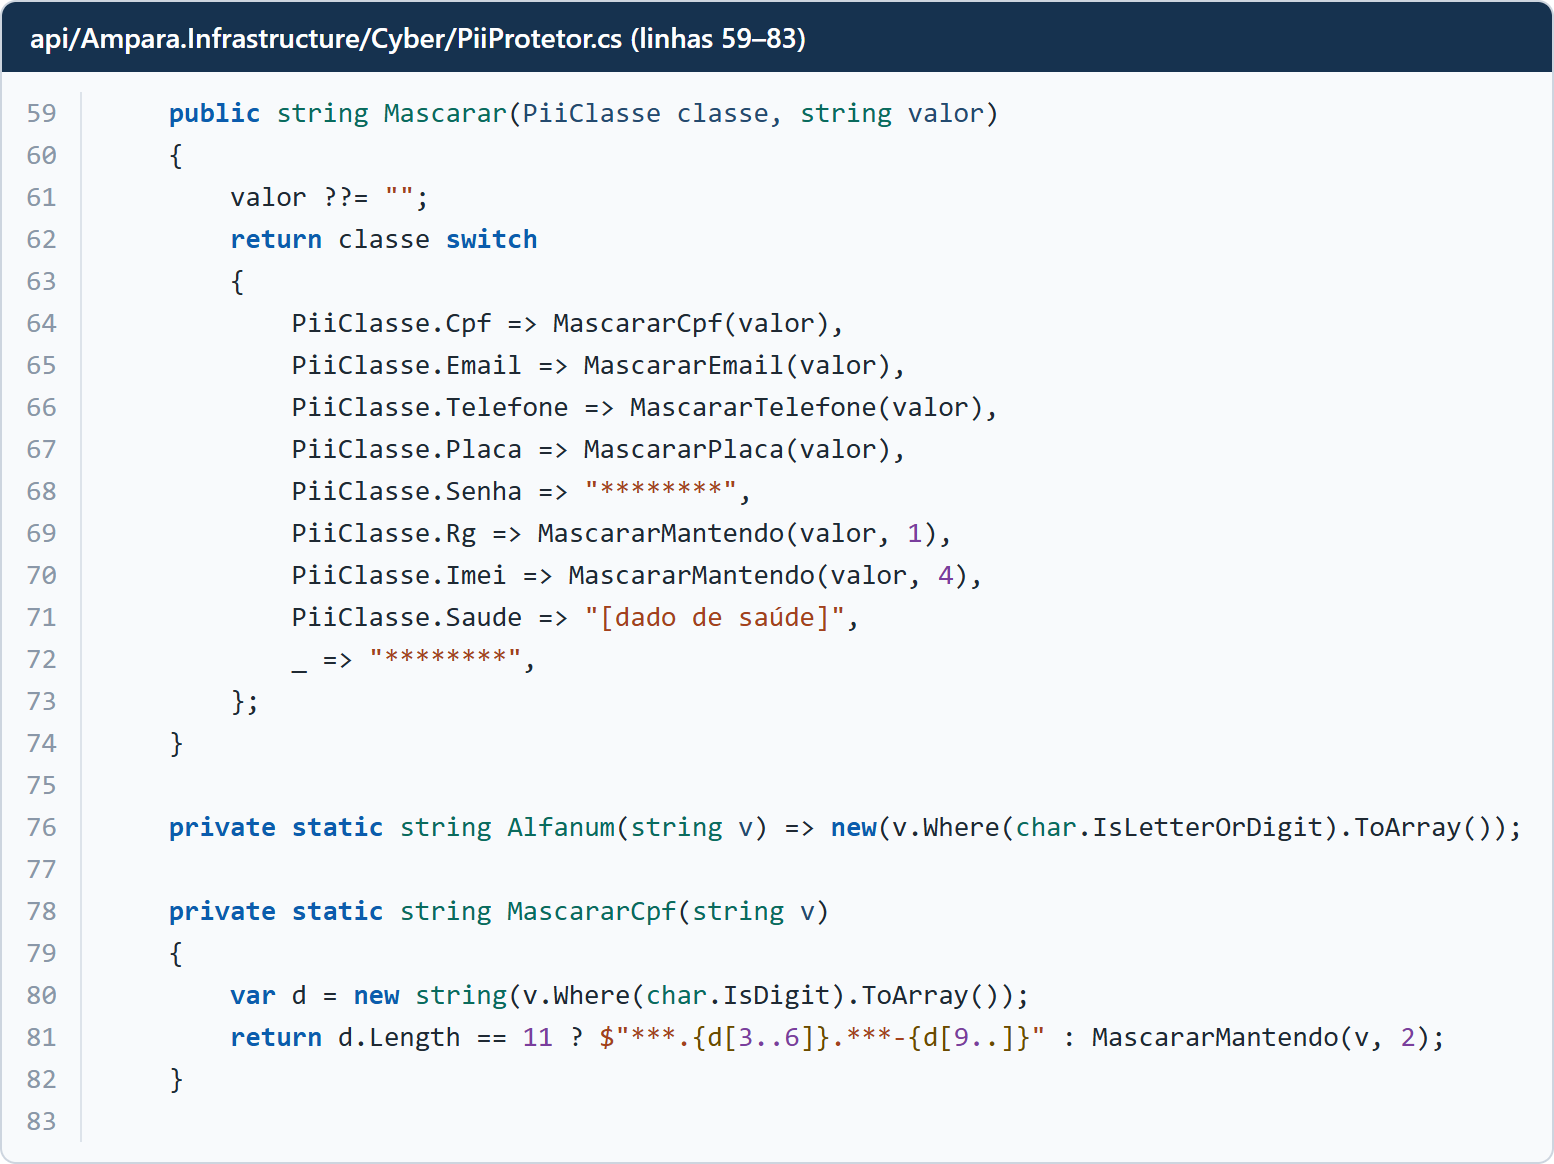 api/Ampara.Infrastructure/Cyber/PiiProtetor.cs (linhas 59–83)
59 public string Mascarar(PiiClasse classe, string valor)
60 {
61 valor ??= "";
62 return classe switch
63 {
64 PiiClasse.Cpf => MascararCpf(valor),
65 PiiClasse.Email => MascararEmail(valor),
66 PiiClasse.Telefone => MascararTelefone(valor),
67 PiiClasse.Placa => MascararPlaca(valor),
68 PiiClasse.Senha => "********",
69 PiiClasse.Rg => MascararMantendo(valor, 1),
70 PiiClasse.Imei => MascararMantendo(valor, 4),
71 PiiClasse.Saude => "[dado de saúde]",
72 _ => "********",
73 };
74 }
75
76 private static string Alfanum(string v) => new(v.Where(char.IsLetterOrDigit).ToArray());
77
78 private static string MascararCpf(string v)
79 {
80 var d = new string(v.Where(char.IsDigit).ToArray());
81 return d.Length == 11 ? $"***.{d[3..6]}.***-{d[9..]}" : MascararMantendo(v, 2);
82 }
83